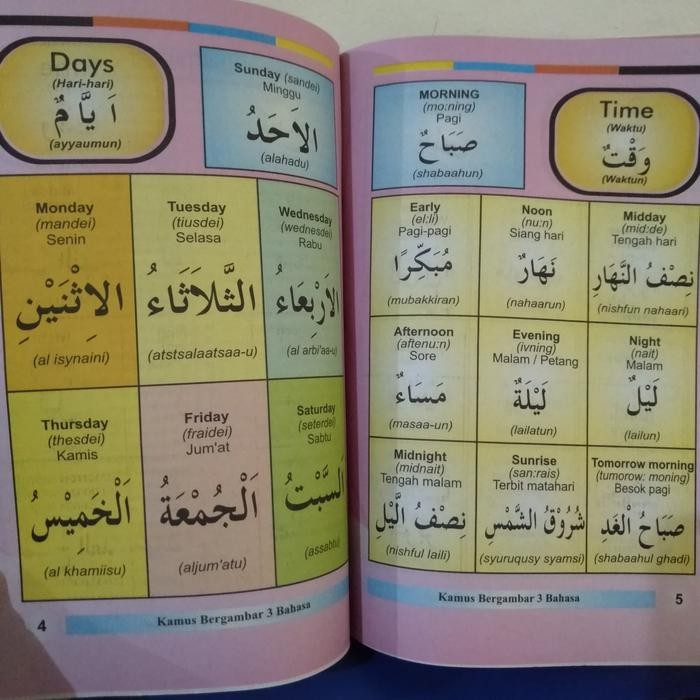 Days
(Hari-hari)
اَ يَّا مٌ
(ayyaumun)
Sunday (sandei)
Minggu
الاَحَدُ
(alahadu)
Monday
(mandei)
Senin
الاِثْنَيْنِ
(al isynaini)
Tuesday
(tiusdei)
Selasa
الثَّلاَثَاءُ
(atstsalaatsaa-u)
Wednesday
(wednesdei)
Rabu
الاَرْبِعَاءُ
(al arbi'aa-u)
Thursday
(thesdei)
Kamis
اَلْخَمِيْسُ
(al khamiisu)
Friday
(fraidei)
Jum'at
اَلْجُمْعَةُ
(aljum'atu)
Saturday
(seterdei)
Sabtu
اَلسَّبْتُ
(assabtu)
4
Kamus Bergambar 3 Bahasa
MORNING
(mo:ning)
Pagi
صَبَاحٌ
(shabaahun)
Time
(Waktu)
وَقْتٌ
(Waktun)
Early
(el:li)
Pagi-pagi
مُبَكِّرًا
(mubakkiran)
Noon
(nu:n)
Siang hari
نَهَارٌ
(nahaarun)
Midday
(mid:de)
Tengah hari
نِصْفُ النَّهَارِ
(nishfun nahaari)
Afternoon
(aftenu:n)
Sore
مَسَاءٌ
(masaa-un)
Evening
(ivning)
Malam / Petang
لَيْلَةٌ
(lailatun)
Night
(nait)
Malam
لَيْلٌ
(lailun)
Midnight
(midnait)
Tengah malam
نِصْفُ الَّيْلِ
(nishful laili)
Sunrise
(san:rais)
Terbit matahari
شُرُوْقُ الشَّمْسِ
(syuruqusy syamsi)
Tomorrow morning
(tumorow: moning)
Besok pagi
صَبَاحُ الْغَدِ
(shabaahul ghadi)
Kamus Bergambar 3 Bahasa
5